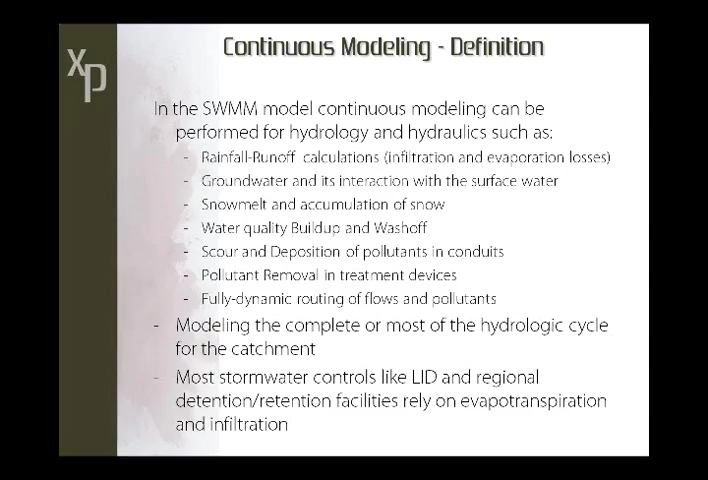 xp
Continuous Modeling - Definition
In the SWMM model continuous modeling can be
performed for hydrology and hydraulics such as:
- Rainfall-Runoff calculations (infiltration and evaporation losses)
- Groundwater and its interaction with the surface water
- Snowmelt and accumulation of snow
- Water quality Buildup and Washoff
- Scour and Deposition of pollutants in conduits
- Pollutant Removal in treatment devices
- Fully-dynamic routing of flows and pollutants
- Modeling the complete or most of the hydrologic cycle
for the catchment
- Most stormwater controls like LID and regional
detention/retention facilities rely on evapotranspiration
and infiltration